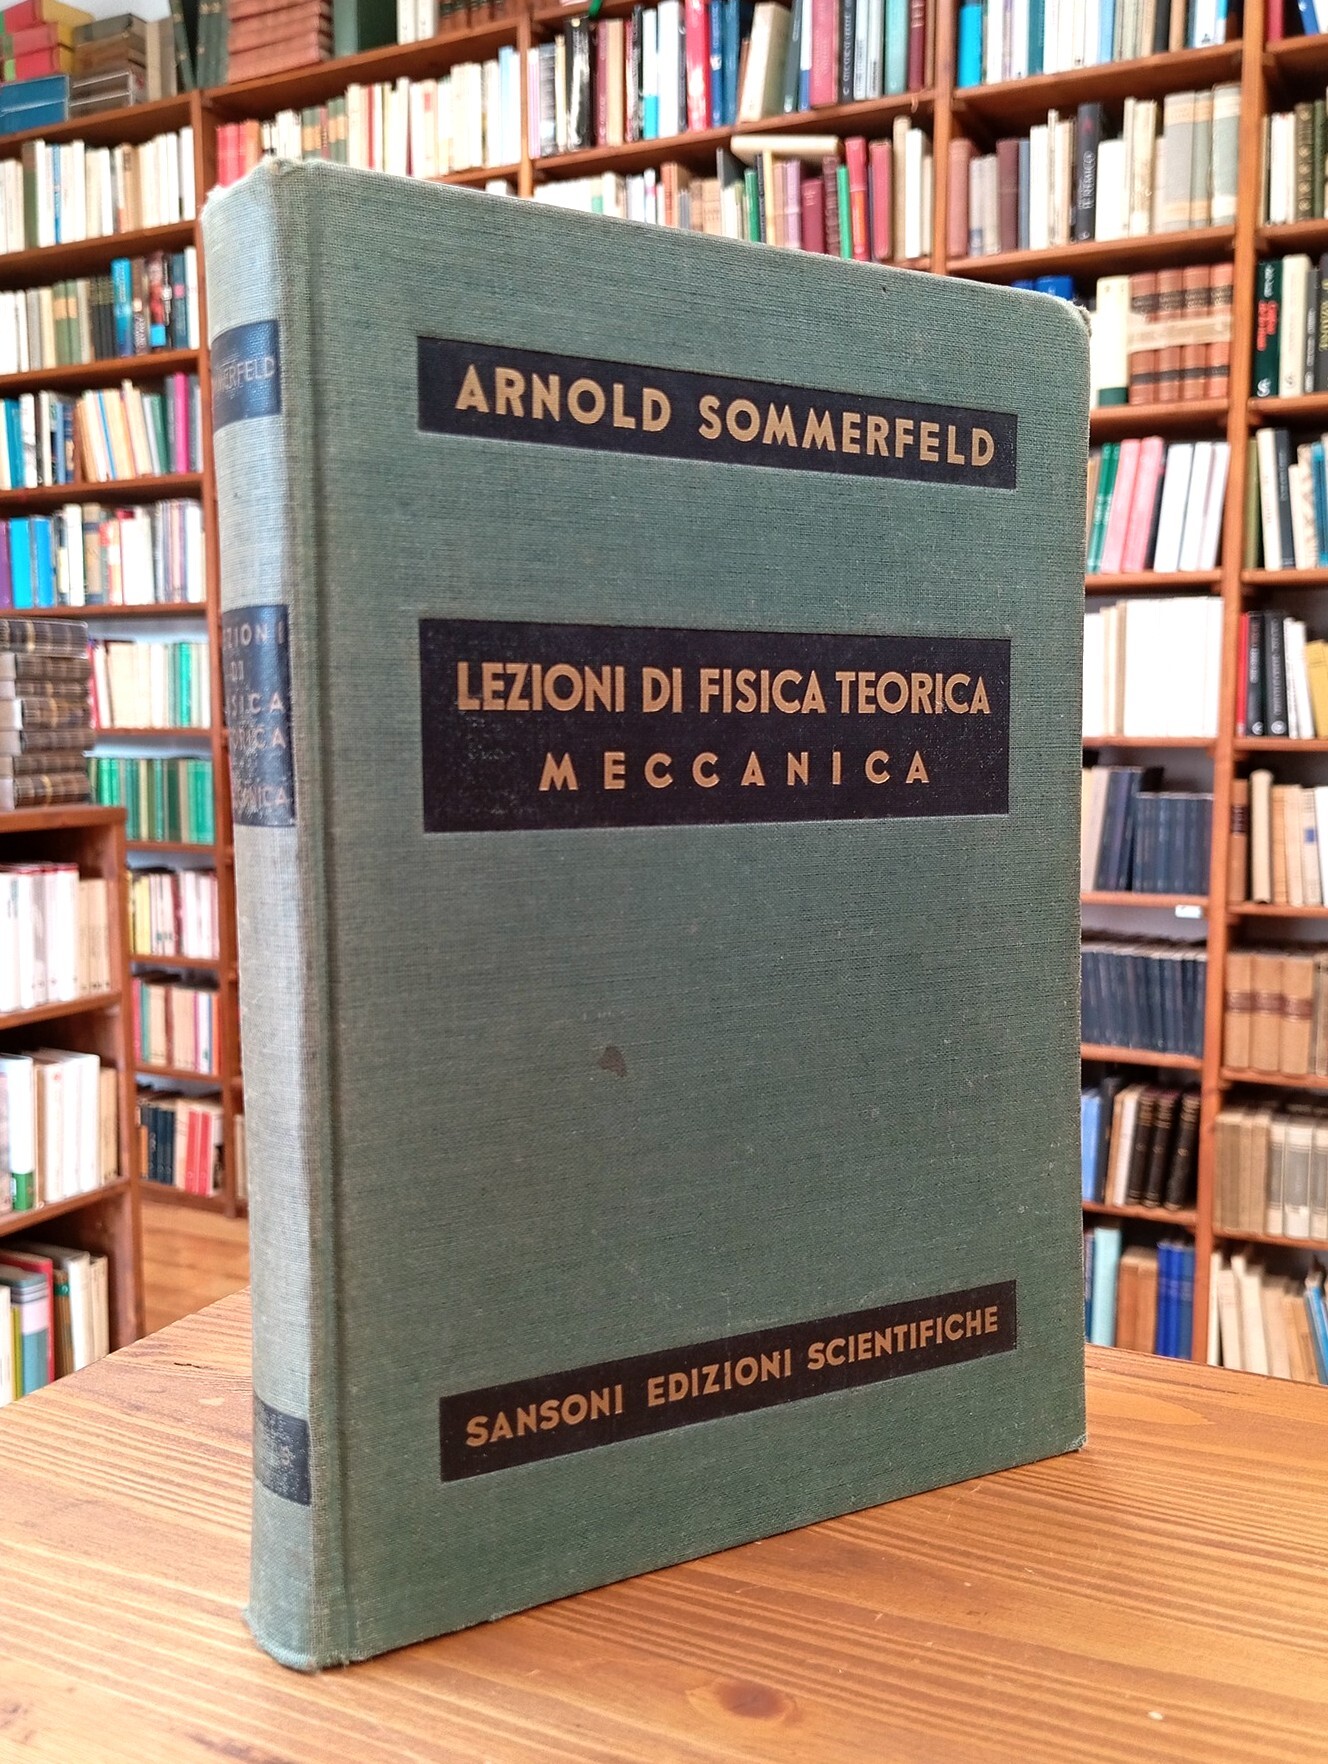 ARNOLD SOMMERFELD
LEZIONI DI FISICA TEORICA
MECCANICA
SANSONI EDIZIONI SCIENTIFICHE